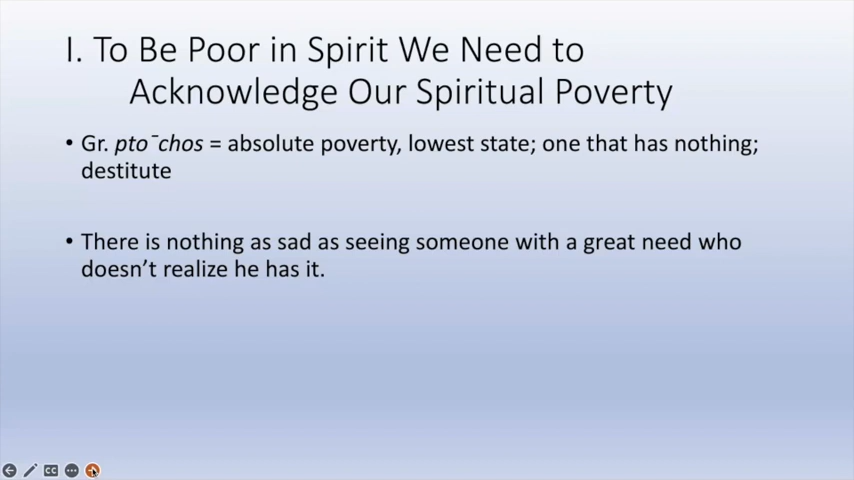 I. To Be Poor in Spirit We Need to
Acknowledge Our Spiritual Poverty
• Gr. pto¯chos = absolute poverty, lowest state; one that has nothing;
destitute
• There is nothing as sad as seeing someone with a great need who
doesn’t realize he has it.
CC